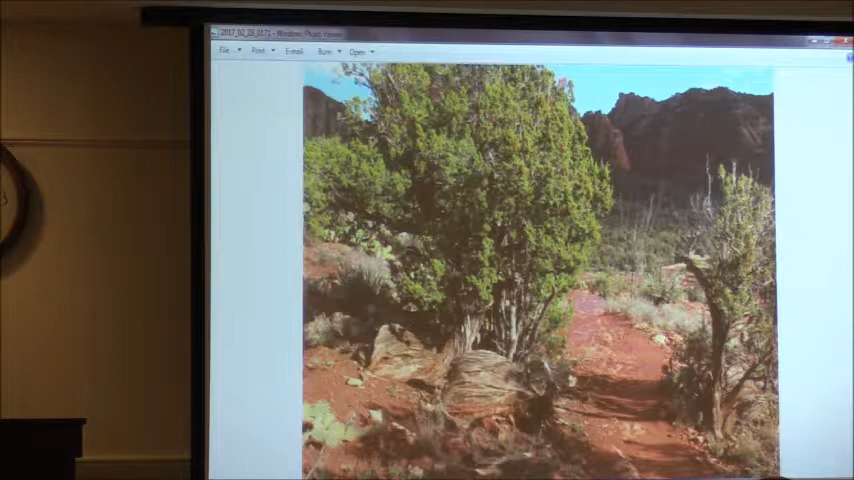 2017_02_28_0171 - Windows Photo Viewer
File Print E-mail Burn Open